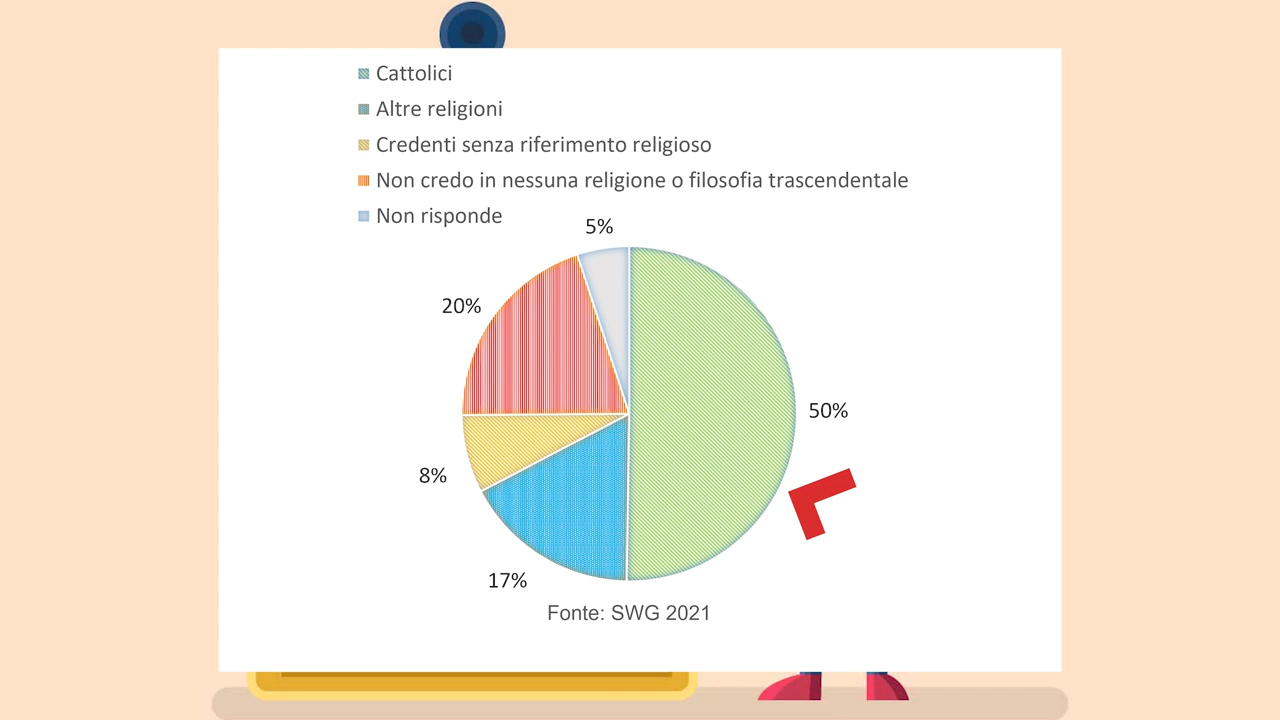 Cattolici
Altre religioni
Credenti senza riferimento religioso
Non credo in nessuna religione o filosofia trascendentale
Non risponde
5%
20%
50%
8%
17%
Fonte: SWG 2021